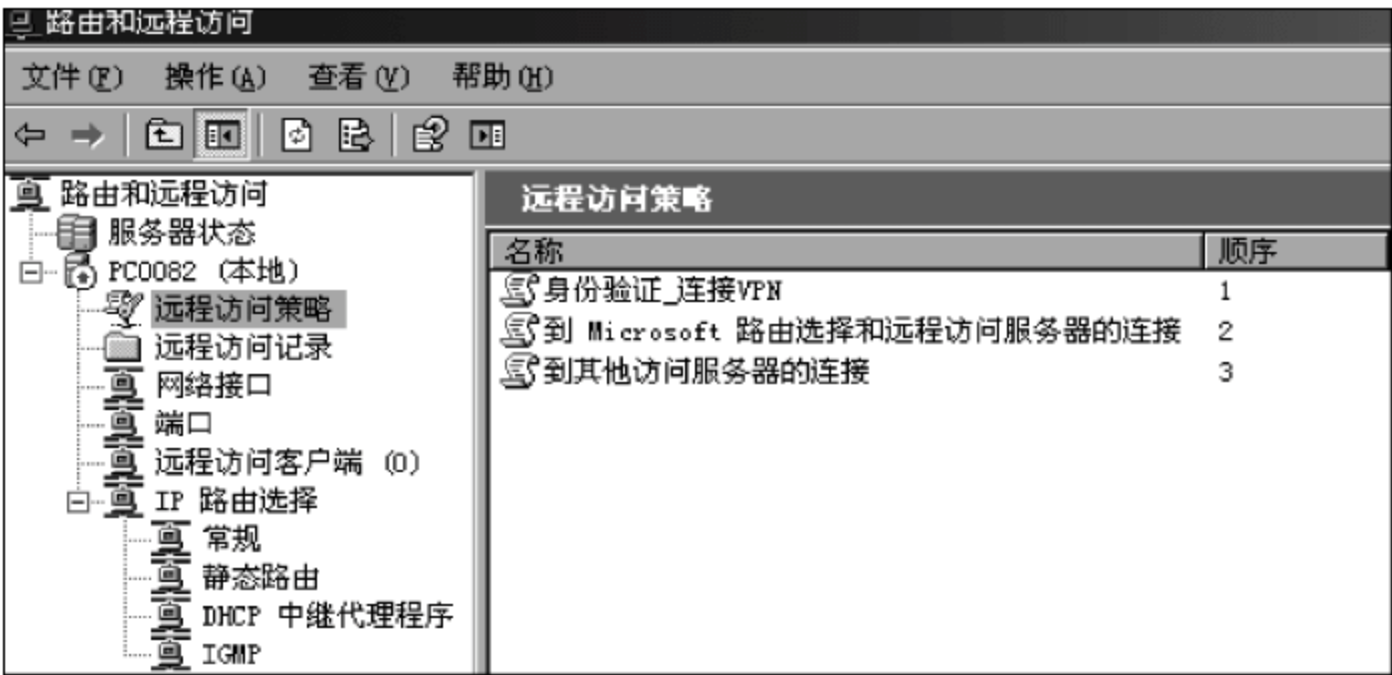 路由和远程访问
文件(F) 操作(A) 查看(V) 帮助(H)
路由和远程访问
服务器状态
PC0082 (本地)
远程访问策略
远程访问记录
网络接口
端口
远程访问客户端 (0)
IP 路由选择
常规
静态路由
DHCP 中继代理程序
IGMP
远程访问策略
名称 顺序
身份验证_连接VPN 1
到 Microsoft 路由选择和远程访问服务器的连接 2
到其他访问服务器的连接 3